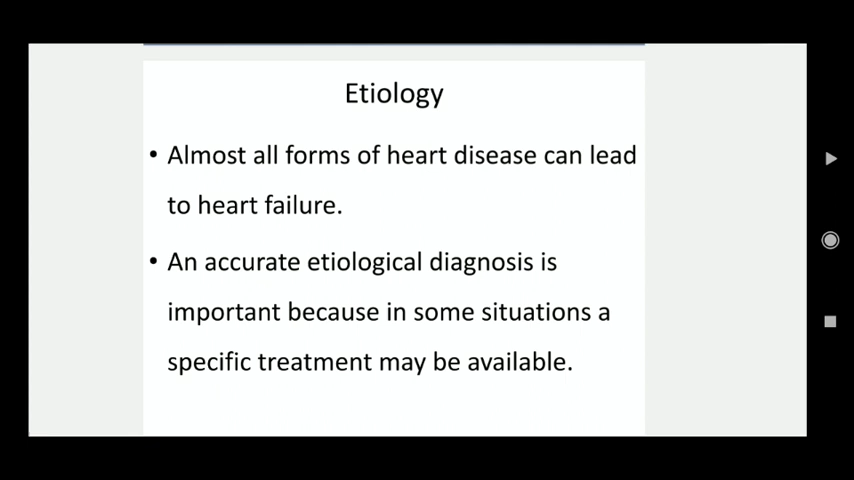 Etiology
• Almost all forms of heart disease can lead
to heart failure.
• An accurate etiological diagnosis is
important because in some situations a
specific treatment may be available.